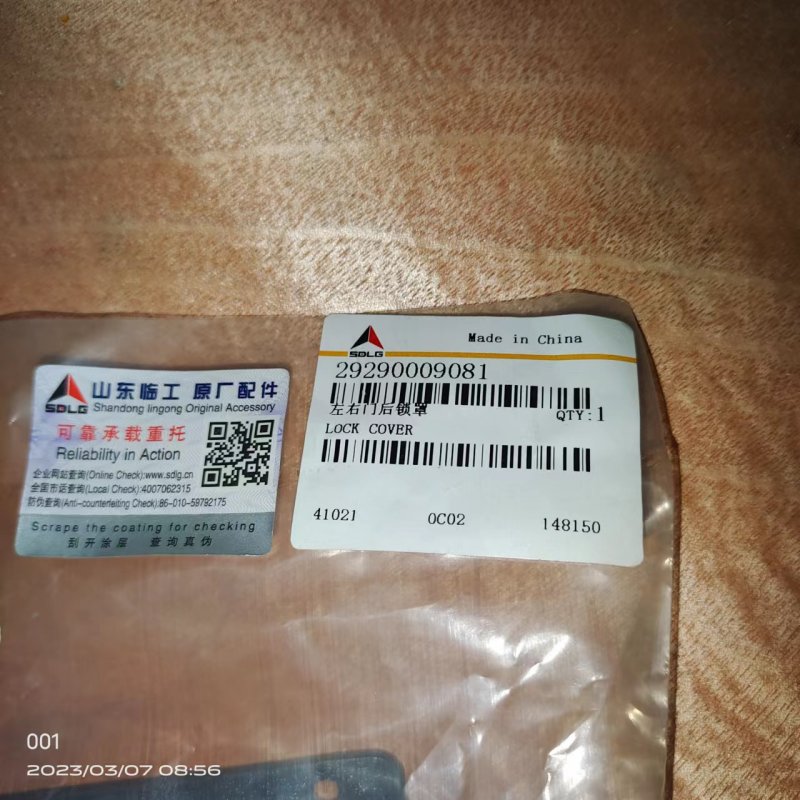 SDLG
山东临工 原厂配件
Shandong lingong Original Accessory
可靠承载重托
Reliability in Action
企业网站查询(Online Check):www.sdlg.cn
全国市话查询(Local Check):4007062315
防伪查询(Anti-counterfeiting Check):86-010-59792175
Scrape the coating for checking
刮开涂层 查询真伪
SDLG
Made in China
29290009081
左右门后锁罩
QTY:1
LOCK COVER
41021 0C02 148150
001
2023/03/07 08:56